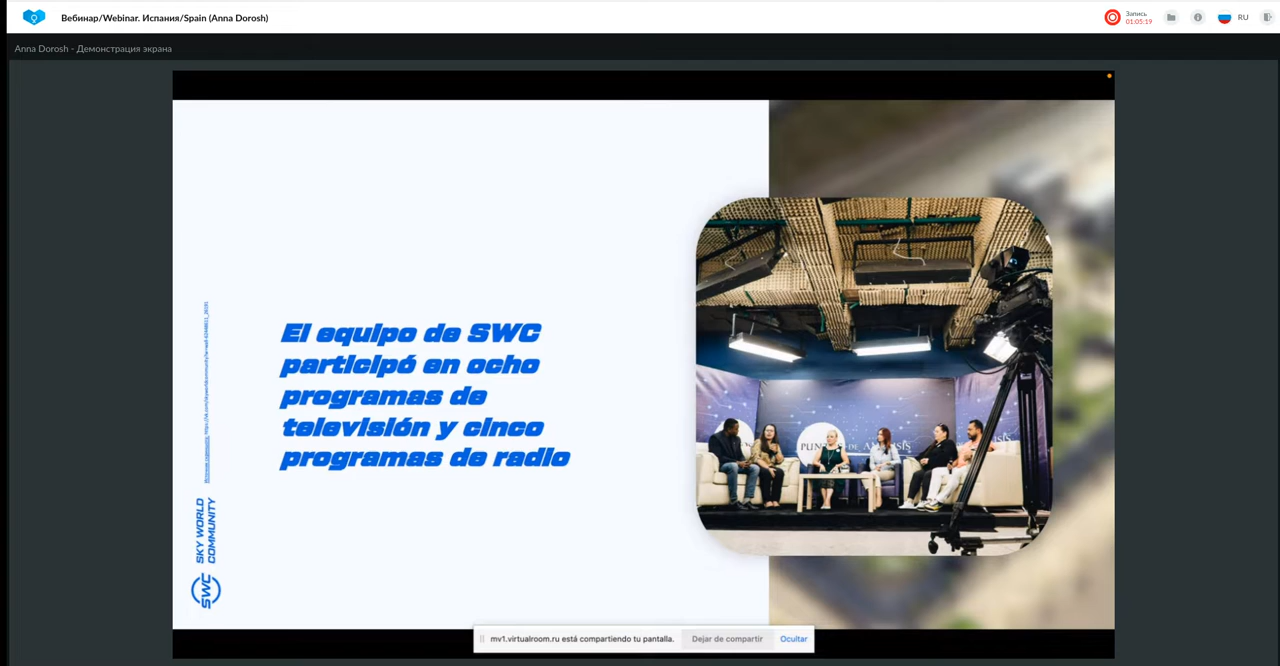 Вебинар/Webinar. Испания/Spain (Anna Dorosh)
Запись
01:05:19
RU
Anna Dorosh - Демонстрация экрана
El equipo de SWC
participó en ocho
programas de
televisión y cinco
programas de radio
SKY WORLD
COMMUNITY
SWC
mv1.virtualroom.ru está compartiendo tu pantalla.
Dejar de compartir
Ocultar